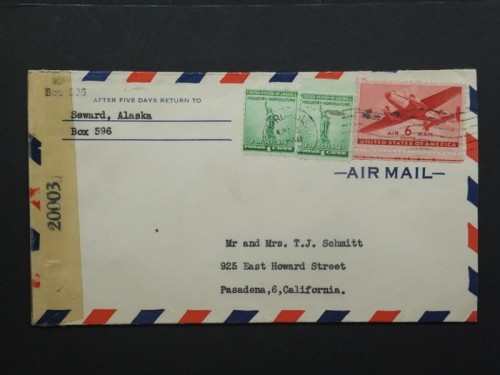 Box 596
AFTER FIVE DAYS RETURN TO
Seward, Alaska
Box 596
20003
UNITED STATES OF AMERICA
INDUSTRY AGRICULTURE
UNITED STATES OF AMERICA
INDUSTRY AGRICULTURE
AIR 6 MAIL
CENTS
UNITED STATES OF AMERICA
AIR MAIL
Mr and Mrs. T.J. Schmitt
925 East Howard Street
Pasadena,6,California.